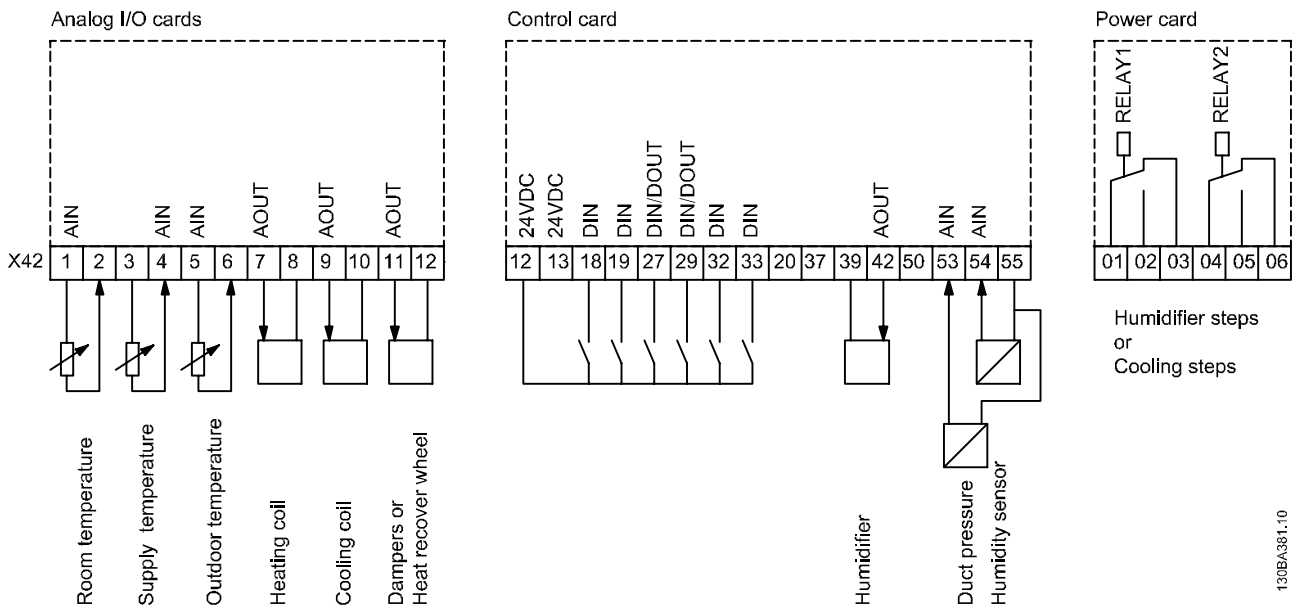 Analog I/O cards
Control card
Power card
RELAY1
RELAY2
AIN
AIN
AIN
AOUT
AOUT
AOUT
24VDC
24VDC
DIN
DIN
DIN/DOUT
DIN/DOUT
DIN
DIN
AOUT
AIN
AIN
X42 1 2 3 4 5 6 7 8 9 10 11 12
12 13 18 19 27 29 32 33 20 37 39 42 50 53 54 55
01 02 03 04 05 06
Humidifier steps
or
Cooling steps
Room temperature
Supply temperature
Outdoor temperature
Heating coil
Cooling coil
Dampers or
Heat recover wheel
Humidifier
Duct pressure
Humidity sensor
130BA381.10